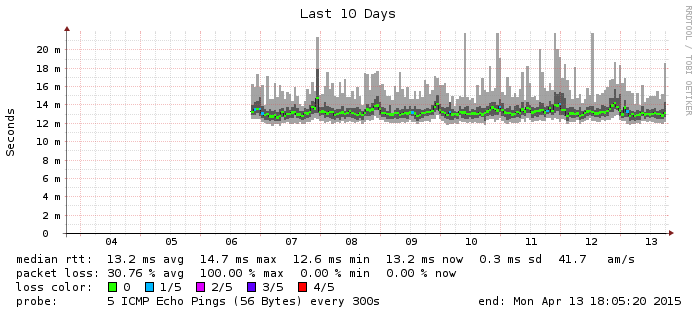 Last 10 Days
RRDTOOL / TOBI OETIKER
Seconds
20 m
18 m
16 m
14 m
12 m
10 m
8 m
6 m
4 m
2 m
0
04 05 06 07 08 09 10 11 12 13
median rtt: 13.2 ms avg 14.7 ms max 12.6 ms min 13.2 ms now 0.3 ms sd 41.7 am/s
packet loss: 30.76 % avg 100.00 % max 0.00 % min 0.00 % now
loss color: 0 1/5 2/5 3/5 4/5
probe: 5 ICMP Echo Pings (56 Bytes) every 300s end: Mon Apr 13 18:05:20 2015